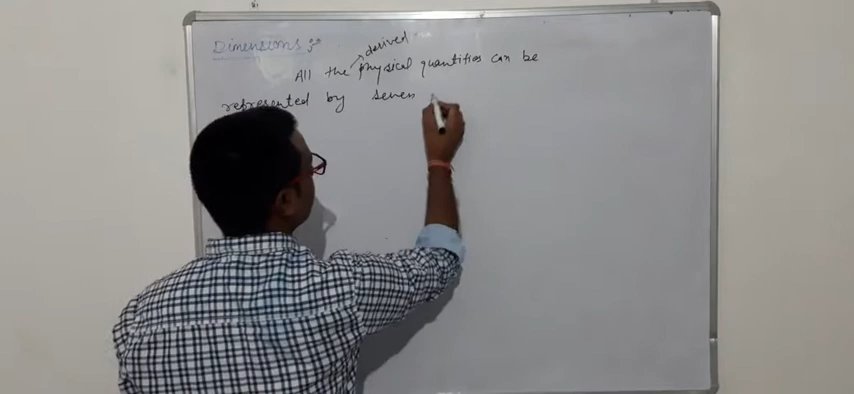 Dimensions :-
derived
All the physical quantities can be
represented by seven